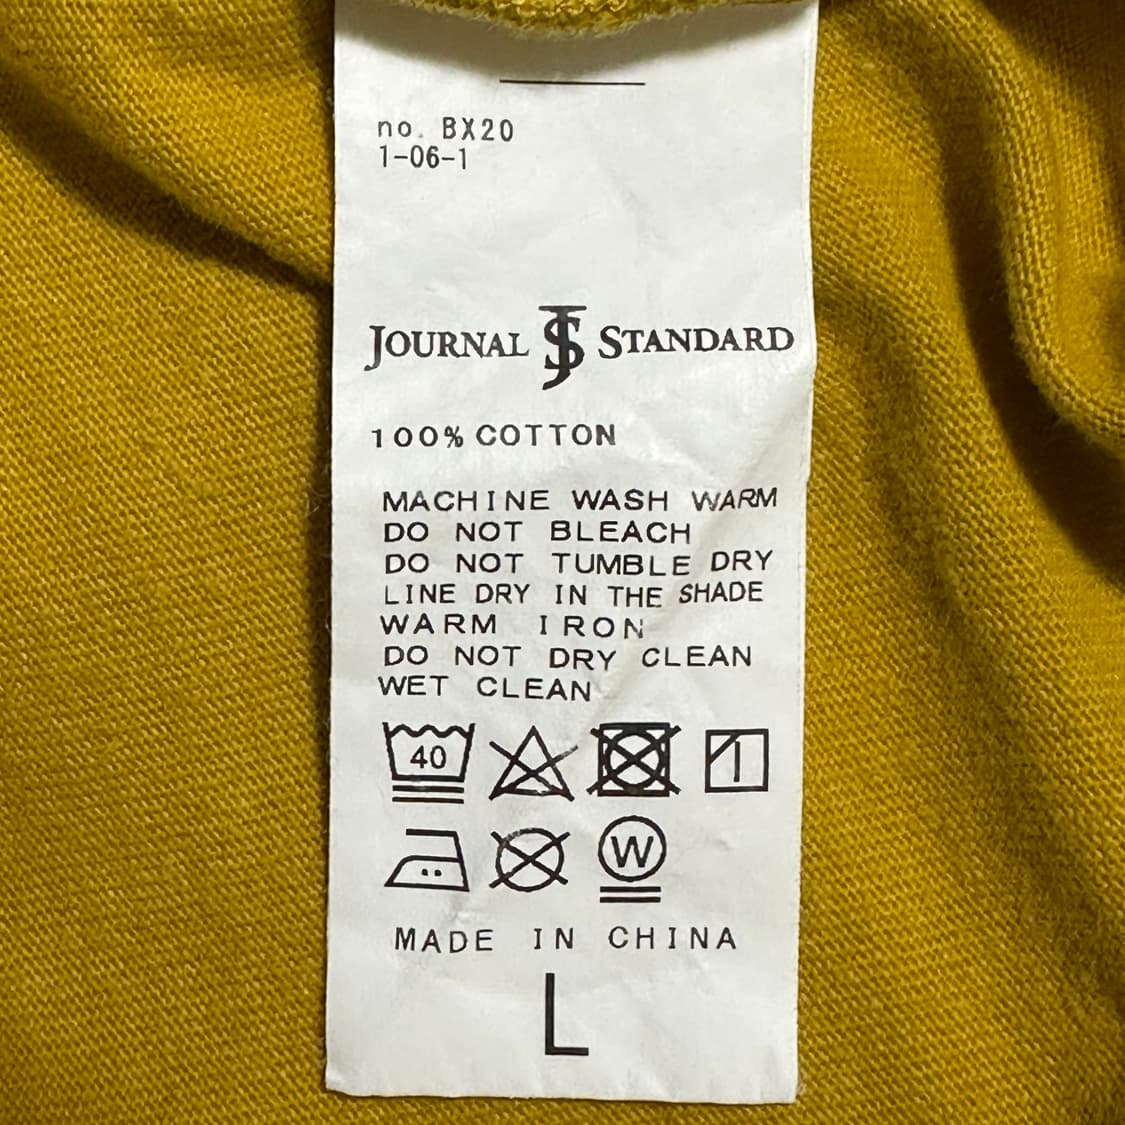 no. BX20
1-06-1
JOURNAL JS STANDARD
100% COTTON
MACHINE WASH WARM
DO NOT BLEACH
DO NOT TUMBLE DRY
LINE DRY IN THE SHADE
WARM IRON
DO NOT DRY CLEAN
WET CLEAN
40
W
MADE IN CHINA
L